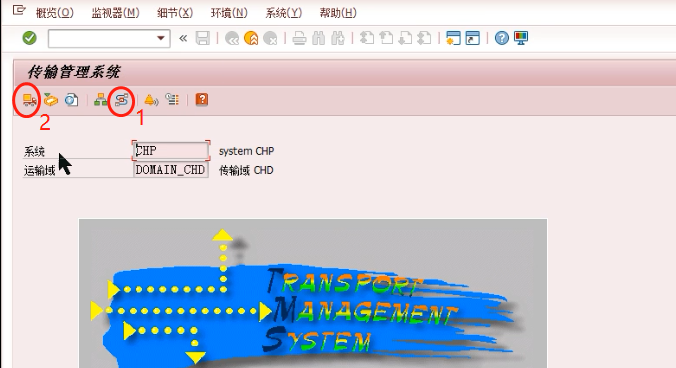 概览(O) 监视器(M) 细节(X) 环境(N) 系统(Y) 帮助(H)
传输管理系统
2 1
系统 CHP system CHP
运输域 DOMAIN_CHD 传输域 CHD
TRANSPORT
MANAGEMENT
SYSTEM